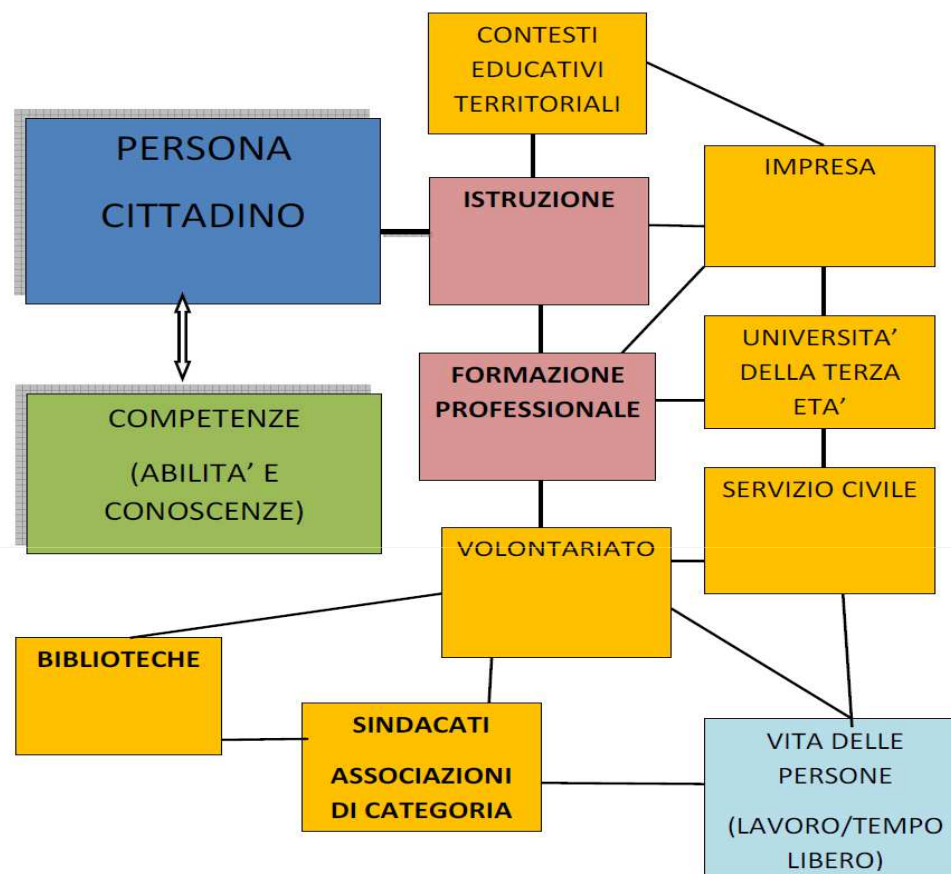 CONTESTI
EDUCATIVI
TERRITORIALI
PERSONA
CITTADINO
ISTRUZIONE
IMPRESA
FORMAZIONE
PROFESSIONALE
UNIVERSITA’
DELLA TERZA
ETA’
COMPETENZE
(ABILITA’ E
CONOSCENZE)
SERVIZIO CIVILE
VOLONTARIATO
BIBLIOTECHE
SINDACATI
ASSOCIAZIONI
DI CATEGORIA
VITA DELLE
PERSONE
(LAVORO/TEMPO
LIBERO)